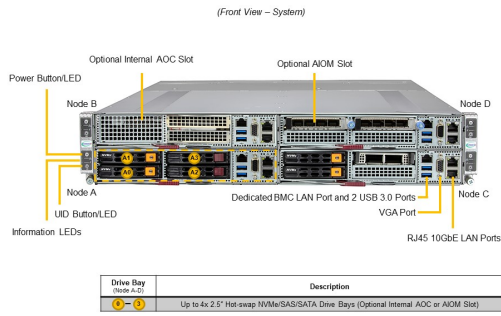 (Front View – System)
Optional Internal AOC Slot
Optional AIOM Slot
Power Button/LED
Node B
Node D
A1
A3
A0
A2
Node A
Node C
Dedicated BMC LAN Port and 2 USB 3.0 Ports
UID Button/LED
VGA Port
Information LEDs
RJ45 10GbE LAN Ports
Drive Bay
Description
(Node A-D)
0 – 3
Up to 4x 2.5" Hot-swap NVMe/SAS/SATA Drive Bays (Optional Internal AOC or AIOM Slot)